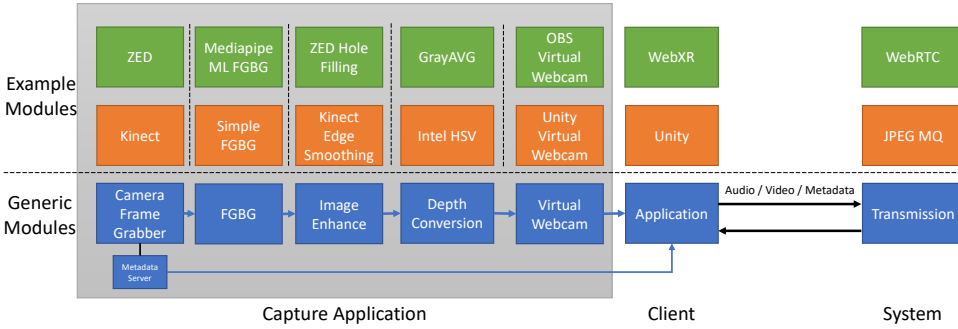 Example
Modules
ZED
Mediapipe
ML FGBG
ZED Hole
Filling
GrayAVG
OBS
Virtual
Webcam
WebXR
WebRTC
Kinect
Simple
FGBG
Kinect
Edge
Smoothing
Intel HSV
Unity
Virtual
Webcam
Unity
JPEG MQ
Generic
Modules
Camera
Frame
Grabber
FGBG
Image
Enhance
Depth
Conversion
Virtual
Webcam
Application
Audio / Video / Metadata
Transmission
Metadata
Server
Capture Application
Client
System